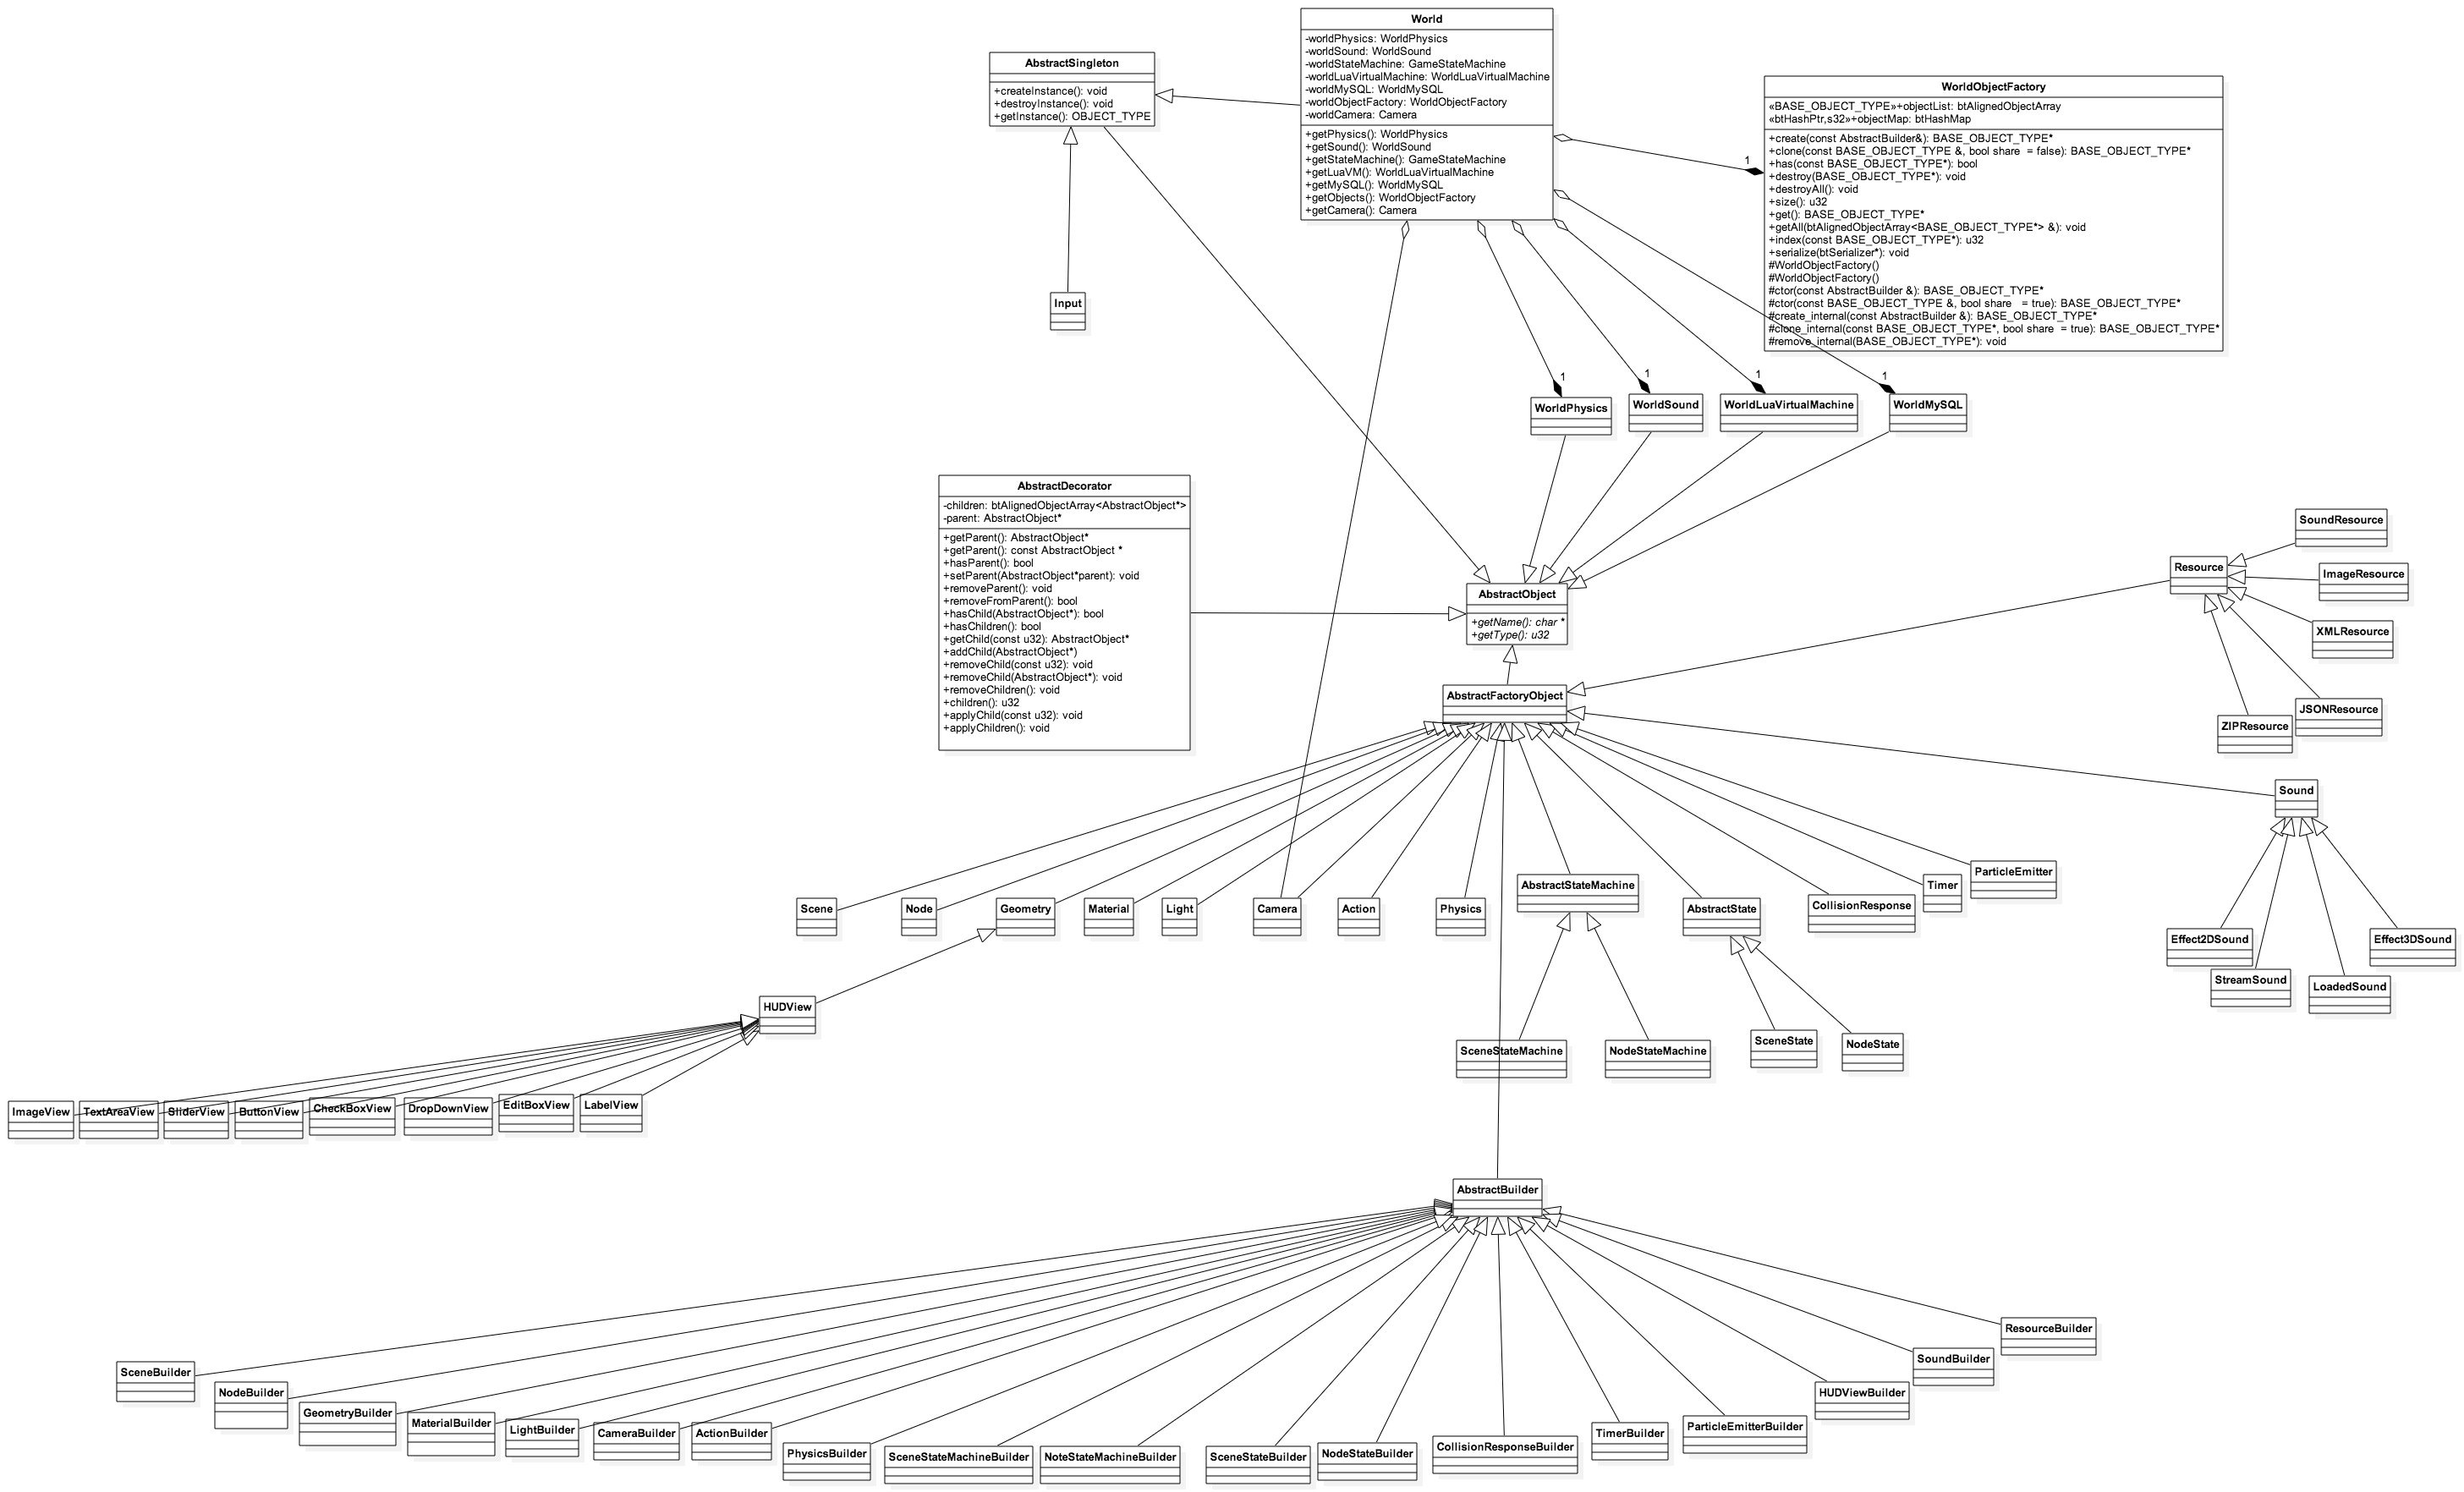 World
-worldPhysics: WorldPhysics
-worldSound: WorldSound
-worldStateMachine: GameStateMachine
-worldLuaVirtualMachine: WorldLuaVirtualMachine
-worldMySQL: WorldMySQL
-worldObjectFactory: WorldObjectFactory
-worldCamera: Camera
+getPhysics(): WorldPhysics
+getSound(): WorldSound
+getStateMachine(): GameStateMachine
+getLuaVM(): WorldLuaVirtualMachine
+getMySQL(): WorldMySQL
+getObjects(): WorldObjectFactory
+getCamera(): Camera
AbstractSingleton
+createInstance(): void
+destroyInstance(): void
+getInstance(): OBJECT_TYPE
WorldObjectFactory
«BASE_OBJECT_TYPE»+objectList: btAlignedObjectArray
«btHashPtr,s32»+objectMap: btHashMap
+create(const AbstractBuilder&): BASE_OBJECT_TYPE*
+clone(const BASE_OBJECT_TYPE &, bool share  = false): BASE_OBJECT_TYPE*
+has(const BASE_OBJECT_TYPE*): bool
+destroy(BASE_OBJECT_TYPE*): void
+destroyAll(): void
+size(): u32
+get(): BASE_OBJECT_TYPE*
+getAll(btAlignedObjectArray<BASE_OBJECT_TYPE*> &): void
+index(const BASE_OBJECT_TYPE*): u32
+serialize(btSerializer*): void
#WorldObjectFactory()
#WorldObjectFactory()
#ctor(const AbstractBuilder &): BASE_OBJECT_TYPE*
#ctor(const BASE_OBJECT_TYPE &, bool share   = true): BASE_OBJECT_TYPE*
#create_internal(const AbstractBuilder &): BASE_OBJECT_TYPE*
#clone_internal(const BASE_OBJECT_TYPE*, bool share  = true): BASE_OBJECT_TYPE*
#remove_internal(BASE_OBJECT_TYPE*): void
1
Input
1
1
1
1
WorldPhysics
WorldSound
WorldLuaVirtualMachine
WorldMySQL
AbstractDecorator
-children: btAlignedObjectArray<AbstractObject*>
-parent: AbstractObject*
+getParent(): AbstractObject*
+getParent(): const AbstractObject *
+hasParent(): bool
+setParent(AbstractObject*parent): void
+removeParent(): void
+removeFromParent(): bool
+hasChild(AbstractObject*): bool
+hasChildren(): bool
+getChild(const u32): AbstractObject*
+addChild(AbstractObject*)
+removeChild(const u32): void
+removeChild(AbstractObject*): void
+removeChildren(): void
+children(): u32
+applyChild(const u32): void
+applyChildren(): void
AbstractObject
+getName(): char *
+getType(): u32
SoundResource
Resource
ImageResource
XMLResource
JSONResource
ZIPResource
AbstractFactoryObject
Sound
Scene
Node
Geometry
Material
Light
Camera
Action
Physics
AbstractStateMachine
AbstractState
CollisionResponse
Timer
ParticleEmitter
Effect2DSound
StreamSound
LoadedSound
Effect3DSound
HUDView
SceneStateMachine
NodeStateMachine
SceneState
NodeState
ImageView
TextAreaView
SliderView
ButtonView
CheckBoxView
DropDownView
EditBoxView
LabelView
AbstractBuilder
SceneBuilder
NodeBuilder
GeometryBuilder
MaterialBuilder
LightBuilder
CameraBuilder
ActionBuilder
PhysicsBuilder
SceneStateMachineBuilder
NoteStateMachineBuilder
SceneStateBuilder
NodeStateBuilder
CollisionResponseBuilder
TimerBuilder
ParticleEmitterBuilder
HUDViewBuilder
SoundBuilder
ResourceBuilder